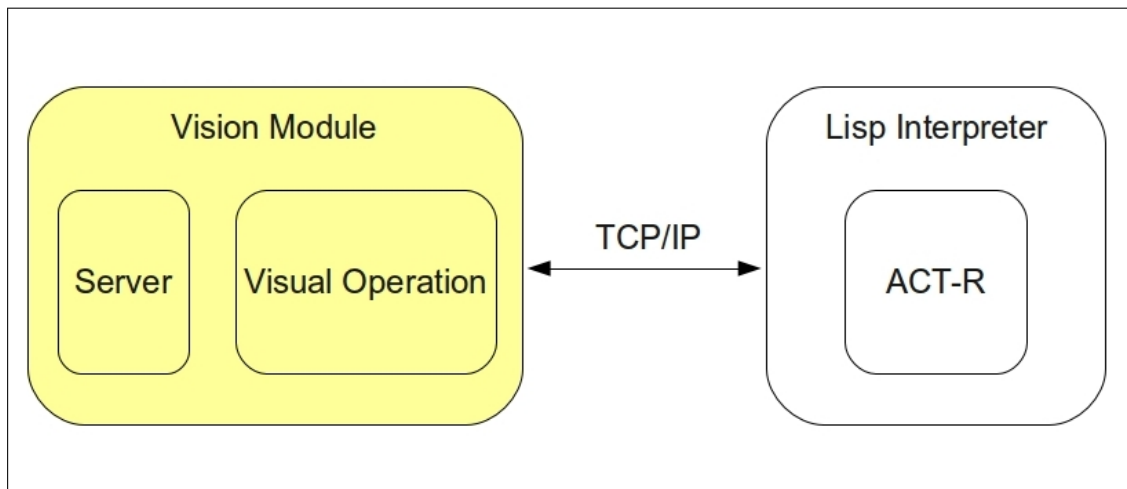 Vision Module
Lisp Interpreter
TCP/IP
Server
Visual Operation
ACT-R